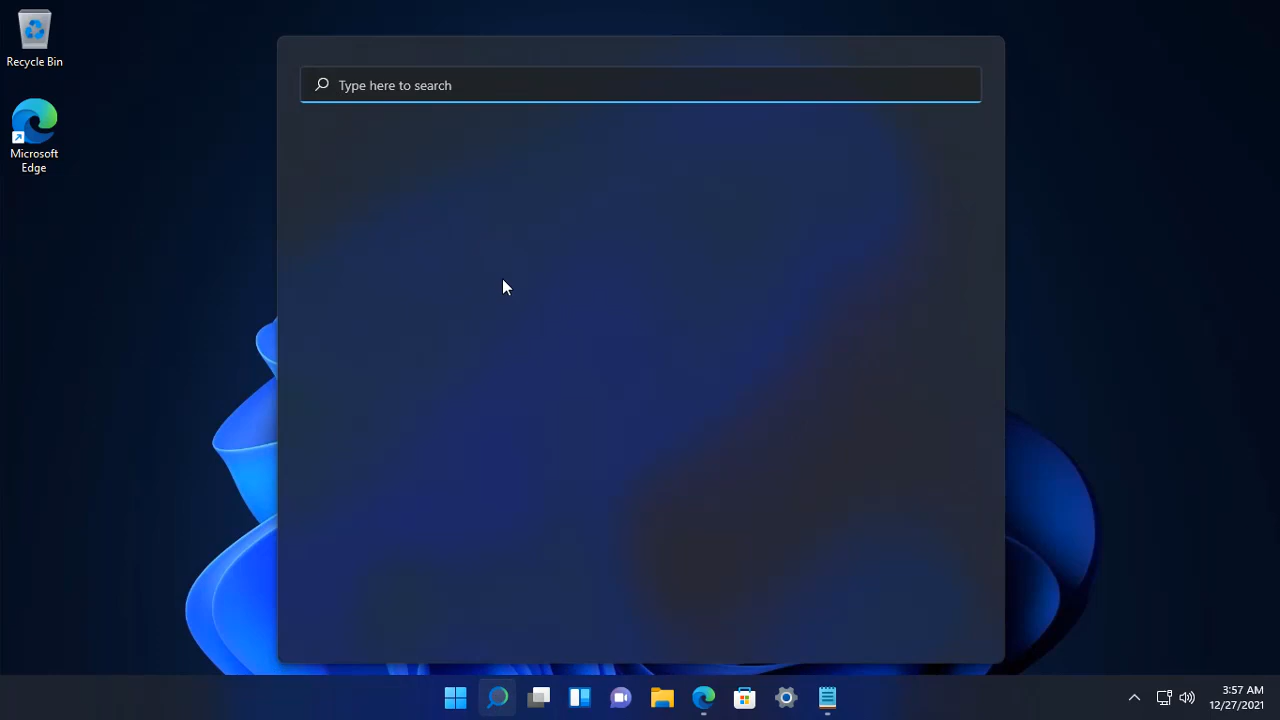 Recycle Bin
Type here to search
Microsoft
Edge
3:57 AM
12/27/2021